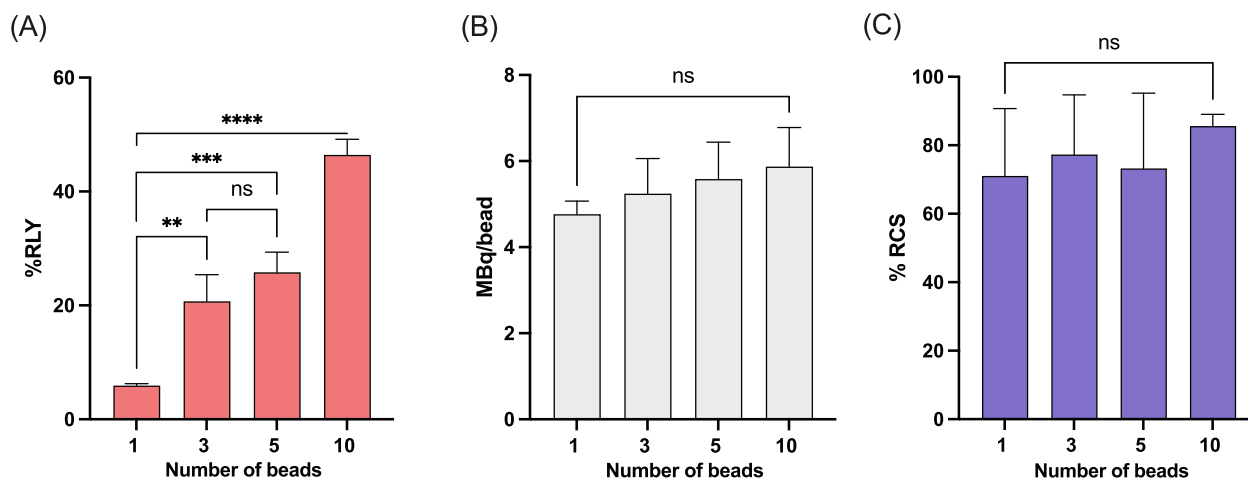 (A)
60
40
20
0
%RLY
****
***
ns
**
1 3 5 10
Number of beads
(B)
8
6
4
2
0
MBq/bead
ns
1 3 5 10
Number of beads
(C)
100
80
60
40
20
0
% RCS
ns
1 3 5 10
Number of beads